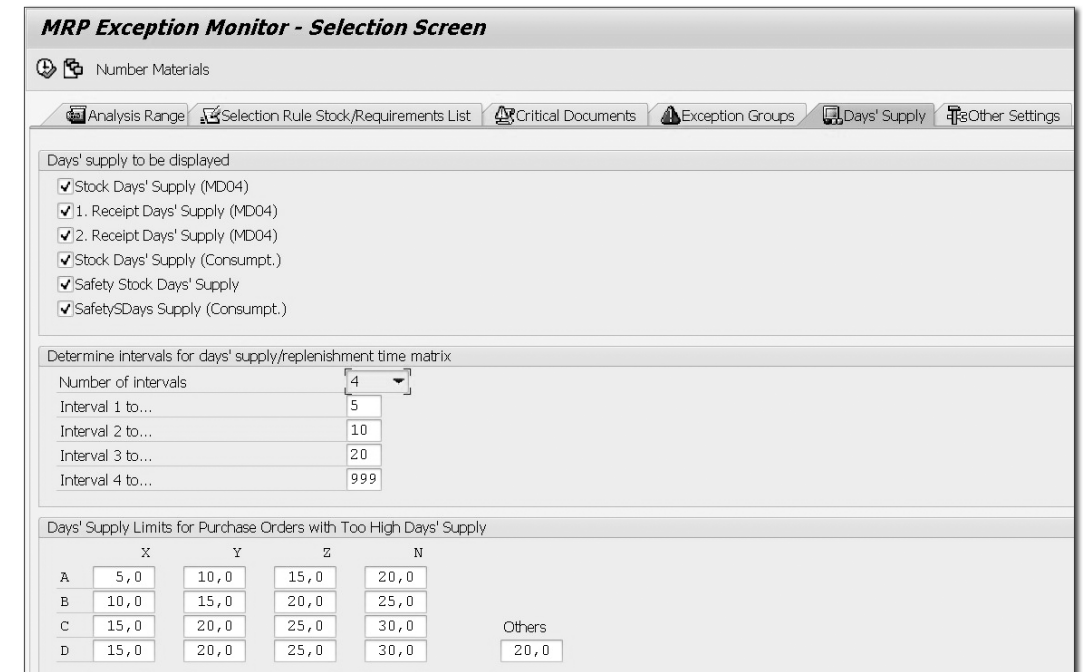 MRP Exception Monitor - Selection Screen
Number Materials
Analysis Range Selection Rule Stock/Requirements List Critical Documents Exception Groups Days' Supply Other Settings
Days' supply to be displayed
Stock Days' Supply (MD04)
1. Receipt Days' Supply (MD04)
2. Receipt Days' Supply (MD04)
Stock Days' Supply (Consumpt.)
Safety Stock Days' Supply
SafetySDays Supply (Consumpt.)
Determine intervals for days' supply/replenishment time matrix
Number of intervals 4
Interval 1 to... 5
Interval 2 to... 10
Interval 3 to... 20
Interval 4 to... 999
Days' Supply Limits for Purchase Orders with Too High Days' Supply
X Y Z N
A 5,0 10,0 15,0 20,0
B 10,0 15,0 20,0 25,0
C 15,0 20,0 25,0 30,0 Others
D 15,0 20,0 25,0 30,0 20,0